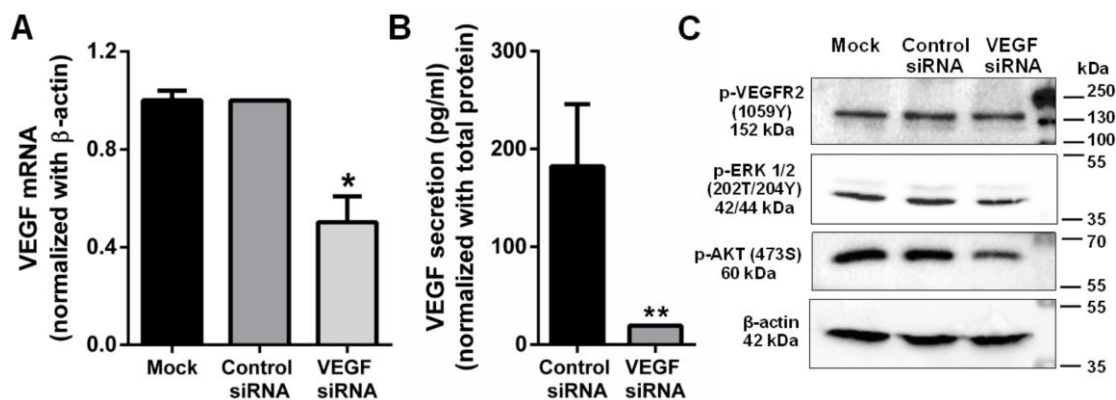 A
VEGF mRNA
(normalized with β-actin)
1.2
0.8
0.4
0.0
Mock
Control
siRNA
VEGF
siRNA
*
B
VEGF secretion (pg/ml)
(normalized with total protein)
300
200
100
0
Control
siRNA
VEGF
siRNA
**
C
Mock
Control
siRNA
VEGF
siRNA
kDa
p-VEGFR2
(1059Y)
152 kDa
250
130
100
p-ERK 1/2
(202T/204Y)
42/44 kDa
55
35
p-AKT (473S)
60 kDa
70
55
β-actin
42 kDa
55
35